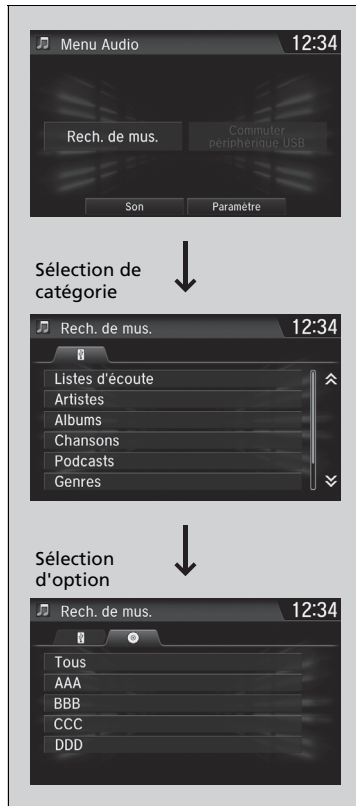 Menu Audio 12:34
Rech. de mus.
Commuter
périphérique USB
Son Paramètre
Sélection de
catégorie
Rech. de mus. 12:34
Listes d'écoute
Artistes
Albums
Chansons
Podcasts
Genres
Sélection
d'option
Rech. de mus. 12:34
Tous
AAA
BBB
CCC
DDD